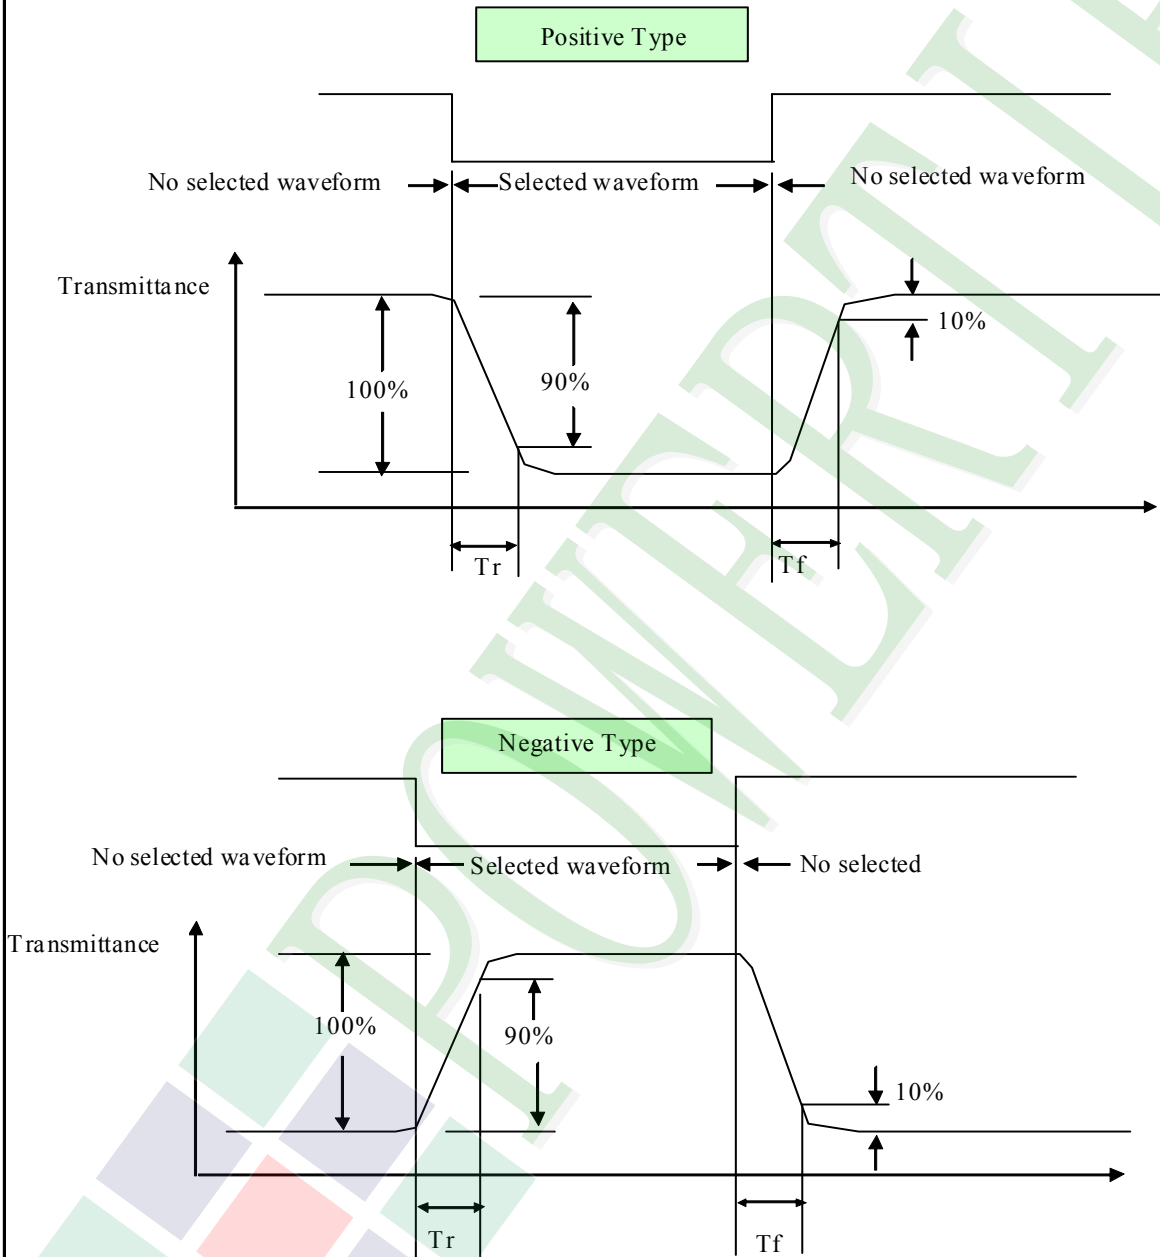 Positive Type
No selected waveform
Selected waveform
No selected waveform
Transmittance
10%
100%
90%
Tr
Tf
Negative Type
No selected waveform
Selected waveform
No selected
Transmittance
100%
90%
10%
Tr
Tf
POWERTI